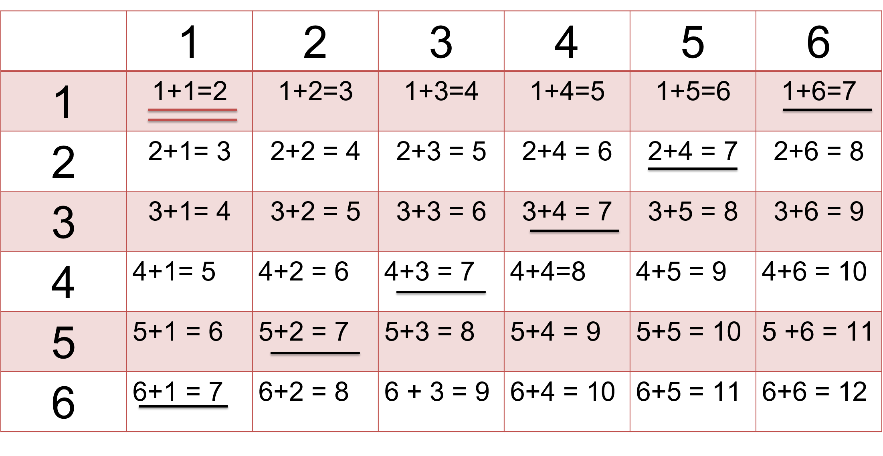 1 2 3 4 5 6
1 1+1=2 1+2=3 1+3=4 1+4=5 1+5=6 1+6=7
2 2+1= 3 2+2 = 4 2+3 = 5 2+4 = 6 2+4 = 7 2+6 = 8
3 3+1= 4 3+2 = 5 3+3 = 6 3+4 = 7 3+5 = 8 3+6 = 9
4 4+1= 5 4+2 = 6 4+3 = 7 4+4=8 4+5 = 9 4+6 = 10
5 5+1 = 6 5+2 = 7 5+3 = 8 5+4 = 9 5+5 = 10 5 +6 = 11
6 6+1 = 7 6+2 = 8 6 + 3 = 9 6+4 = 10 6+5 = 11 6+6 = 12